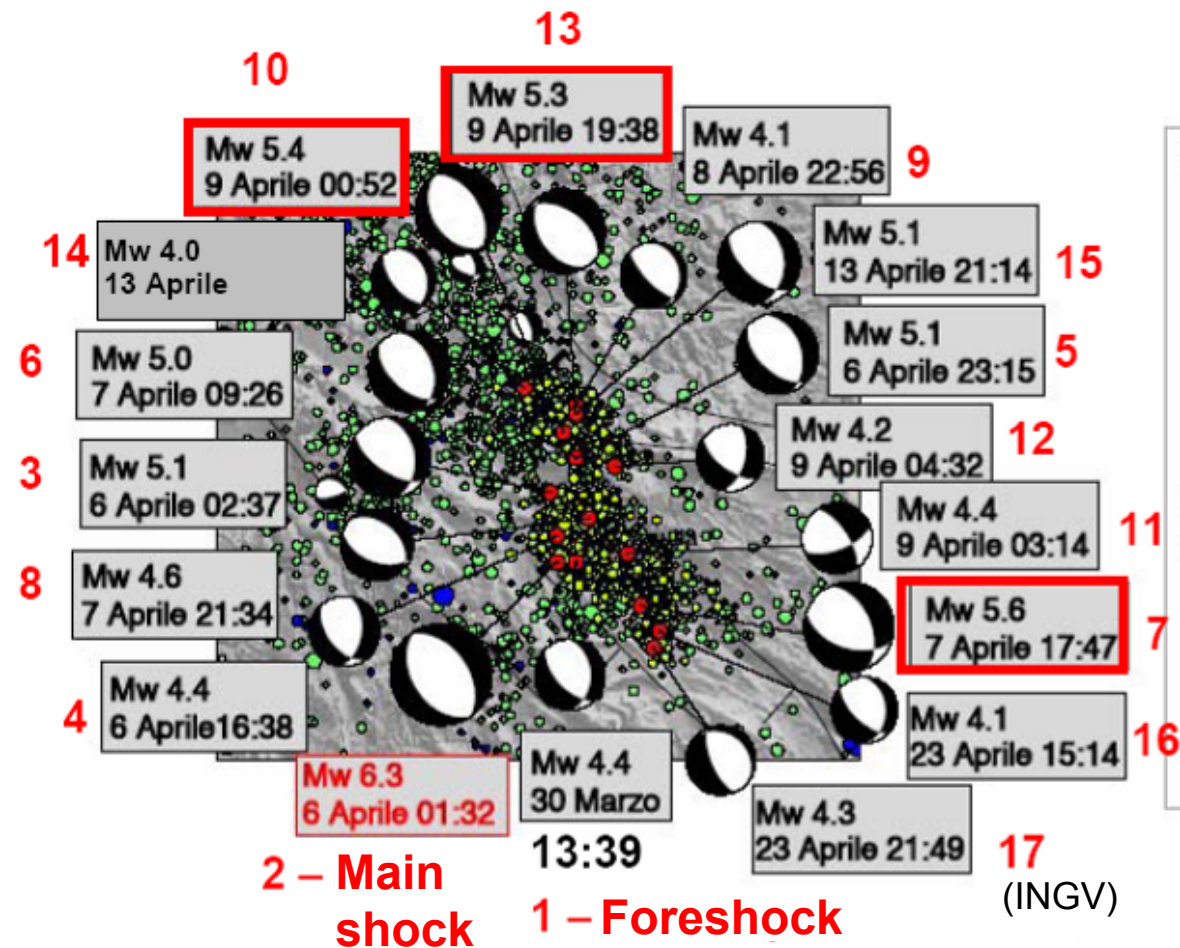 13
10
Mw 5.3
9 Aprile 19:38
Mw 4.1
8 Aprile 22:56
9
Mw 5.4
9 Aprile 00:52
14
Mw 4.0
13 Aprile
Mw 5.1
13 Aprile 21:14
15
6
Mw 5.0
7 Aprile 09:26
Mw 5.1
6 Aprile 23:15
5
3
Mw 5.1
6 Aprile 02:37
Mw 4.2
9 Aprile 04:32
12
Mw 4.4
9 Aprile 03:14
11
8
Mw 4.6
7 Aprile 21:34
Mw 5.6
7 Aprile 17:47
7
4
Mw 4.4
6 Aprile16:38
Mw 4.1
23 Aprile 15:14
16
Mw 6.3
6 Aprile 01:32
Mw 4.4
30 Marzo
13:39
Mw 4.3
23 Aprile 21:49
17
(INGV)
2 – Main
shock
1 – Foreshock